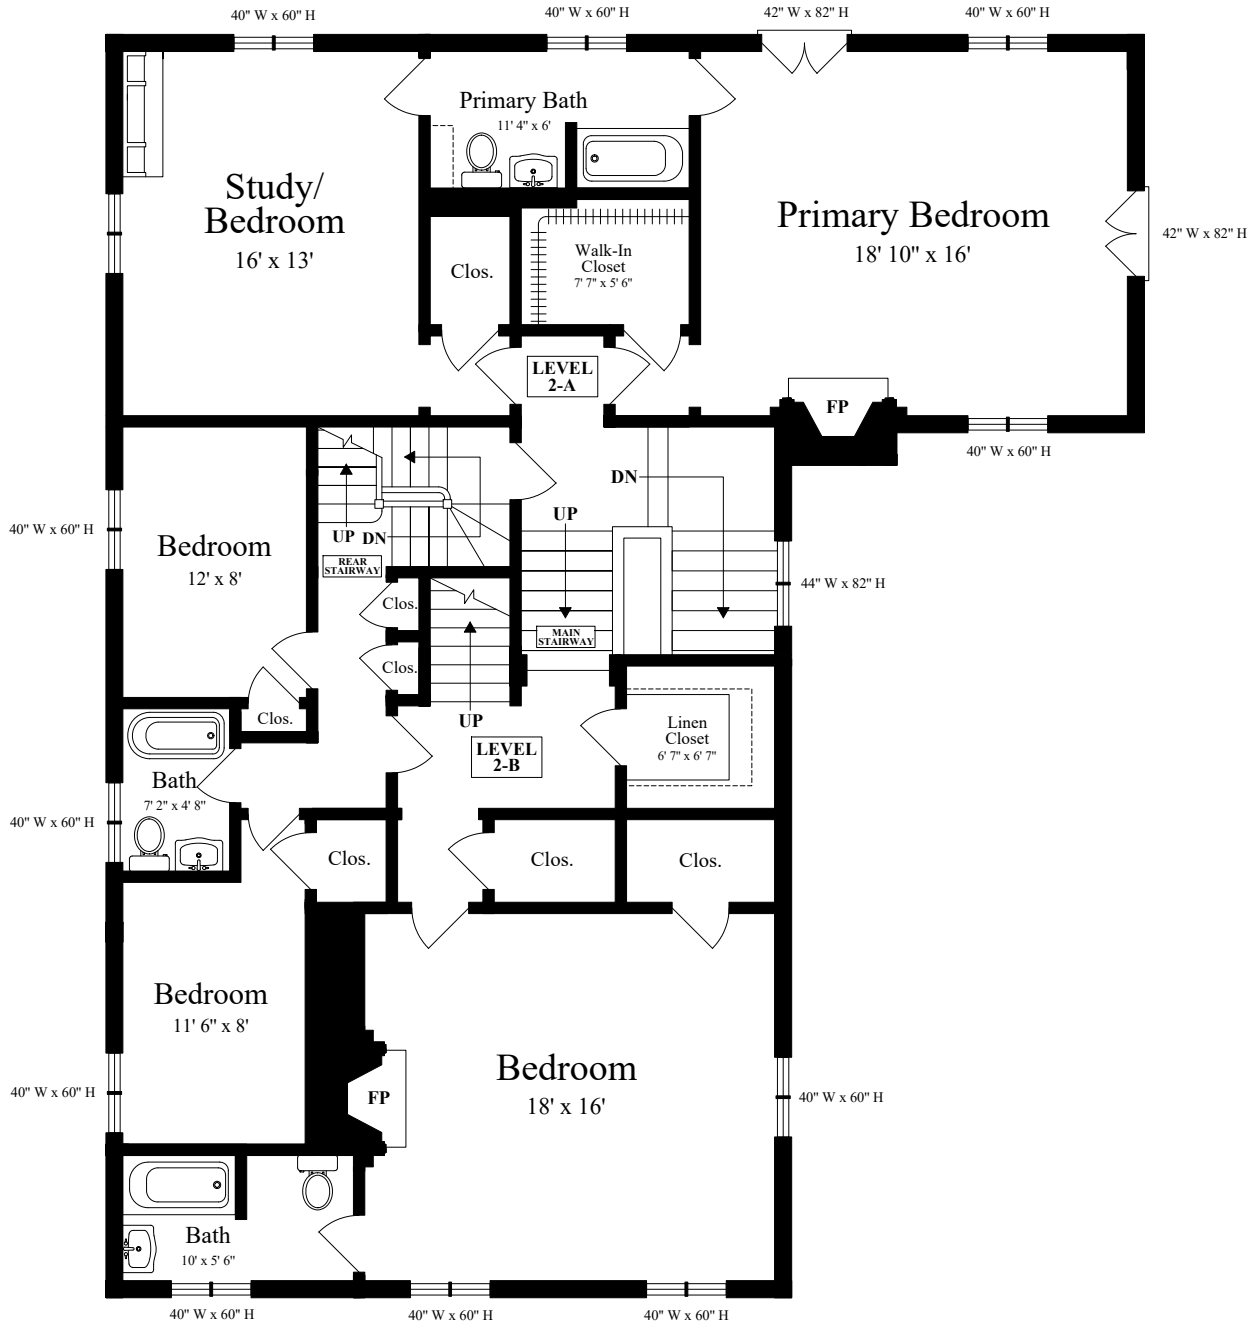 40" W x 60" H
40" W x 60" H
42" W x 82" H
40" W x 60" H
Primary Bath
11' 4" x 6'
Study/
Bedroom
16' x 13'
Primary Bedroom
18' 10" x 16'
42" W x 82" H
Clos.
Walk-In
Closet
7' 7" x 5' 6"
LEVEL
2-A
FP
40" W x 60" H
40" W x 60" H
Bedroom
12' x 8'
UP
DN
REAR
STAIRWAY
UP
DN
44" W x 82" H
MAIN
STAIRWAY
Clos.
Clos.
Clos.
UP
LEVEL
2-B
Linen
Closet
6' 7" x 6' 7"
Bath
7' 2" x 4' 8"
40" W x 60" H
Clos.
Clos.
Clos.
Bedroom
11' 6" x 8'
40" W x 60" H
FP
Bedroom
18' x 16'
40" W x 60" H
Bath
10' x 5' 6"
40" W x 60" H
40" W x 60" H
40" W x 60" H